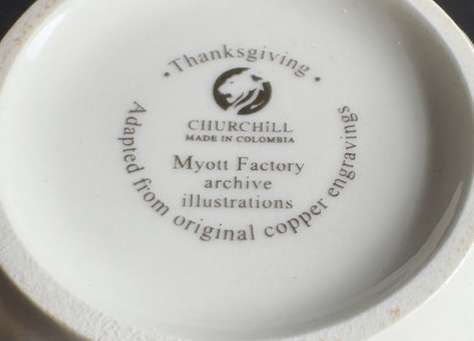 ·Thanksgiving·
CHURCHiLL
MADE IN COLOMBIA
Myott Factory
archive
illustrations
Adapted from original copper engravings